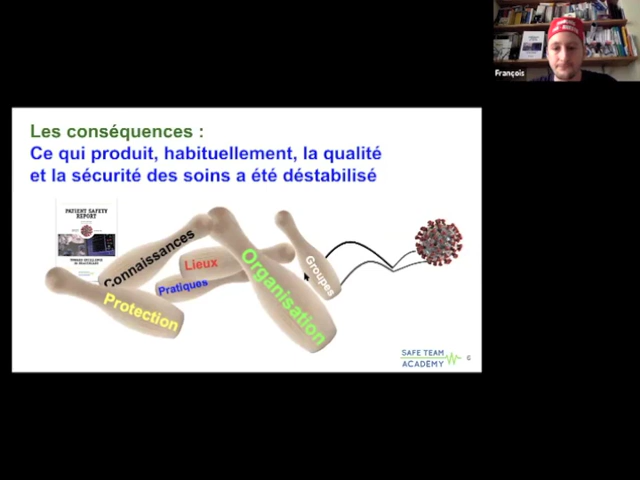 François
Les conséquences :
Ce qui produit, habituellement, la qualité
et la sécurité des soins a été déstabilisé
PATIENT SAFETY
REPORT
Connaissances
Lieux
Pratiques
Protection
Organisation
Groupes
SAFE TEAM
ACADEMY